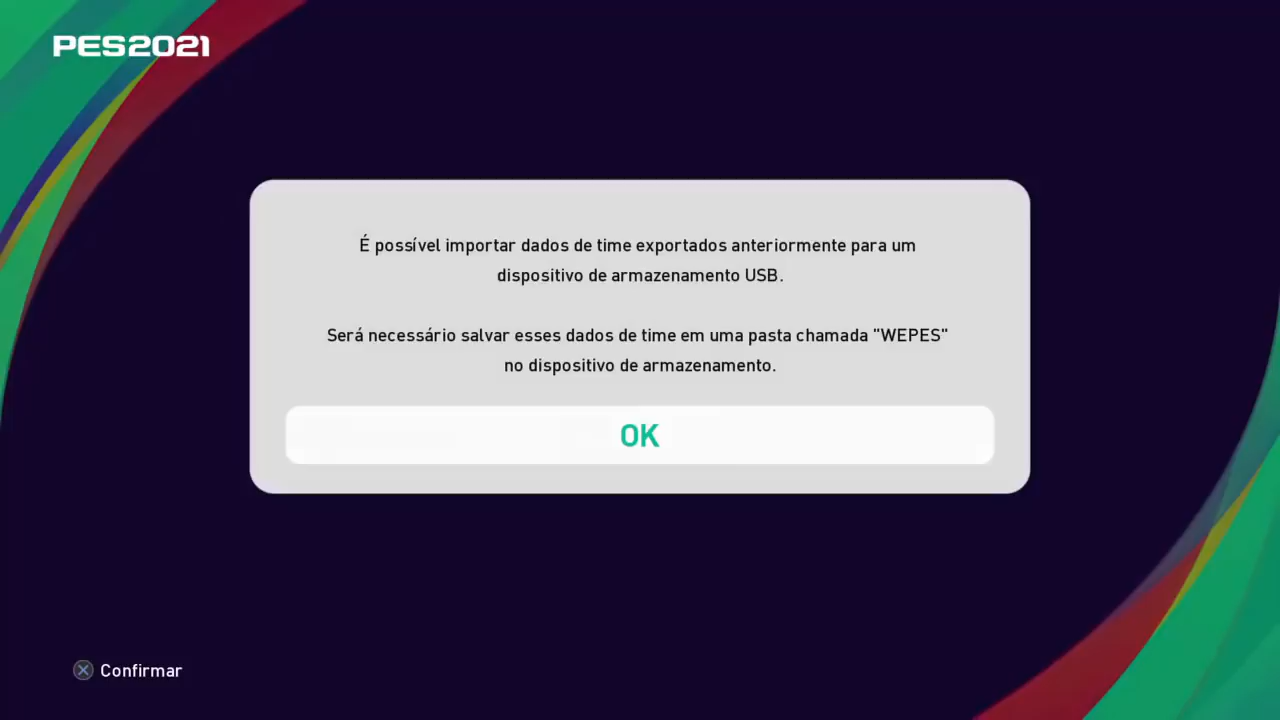 PES2021
É possível importar dados de time exportados anteriormente para um
dispositivo de armazenamento USB.
Será necessário salvar esses dados de time em uma pasta chamada "WEPES"
no dispositivo de armazenamento.
OK
Confirmar